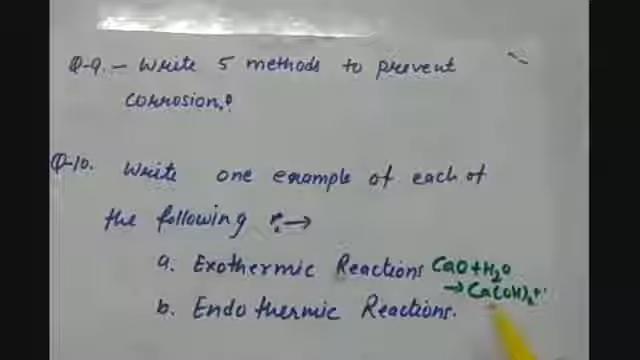 Q-9. - Write 5 methods to prevent
corrosion.?
Q-10. Write one example of each of
the following :→
a. Exothermic Reactions CaO+H₂O
→Ca(OH)₂+
b. Endothermic Reactions.